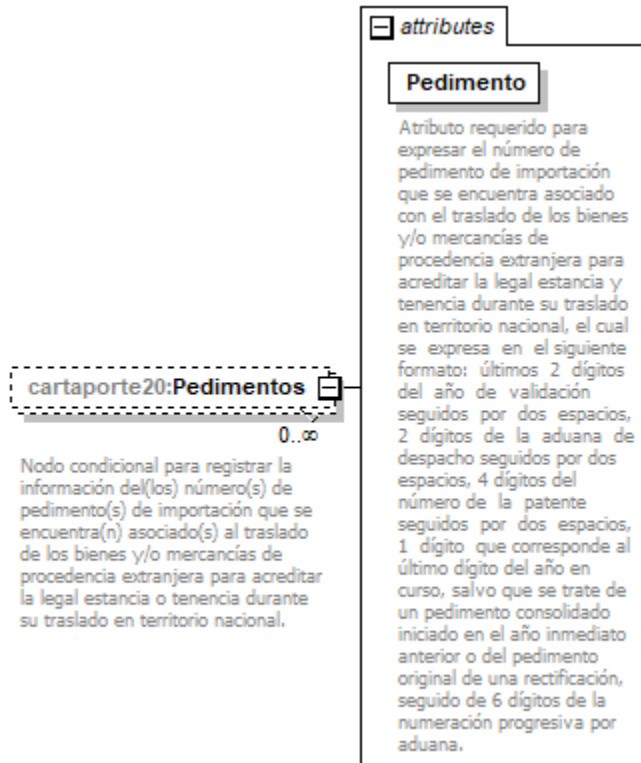 attributes
Pedimento
Atributo requerido para
expresar el número de
pedimento de importación
que se encuentra asociado
con el traslado de los bienes
y/o mercancías de
procedencia extranjera para
acreditar la legal estancia y
tenencia durante su traslado
en territorio nacional, el cual
se expresa en el siguiente
formato: últimos 2 dígitos
del año de validación
seguidos por dos espacios,
2 dígitos de la aduana de
despacho seguidos por dos
espacios, 4 dígitos del
número de la patente
seguidos por dos espacios,
1 dígito que corresponde al
último dígito del año en
curso, salvo que se trate de
un pedimento consolidado
iniciado en el año inmediato
anterior o del pedimento
original de una rectificación,
seguido de 6 dígitos de la
numeración progresiva por
aduana.
cartaporte20:Pedimentos
0..∞
Nodo condicional para registrar la
información del(los) número(s) de
pedimento(s) de importación que se
encuentra(n) asociado(s) al traslado
de los bienes y/o mercancías de
procedencia extranjera para acreditar
la legal estancia o tenencia durante
su traslado en territorio nacional.